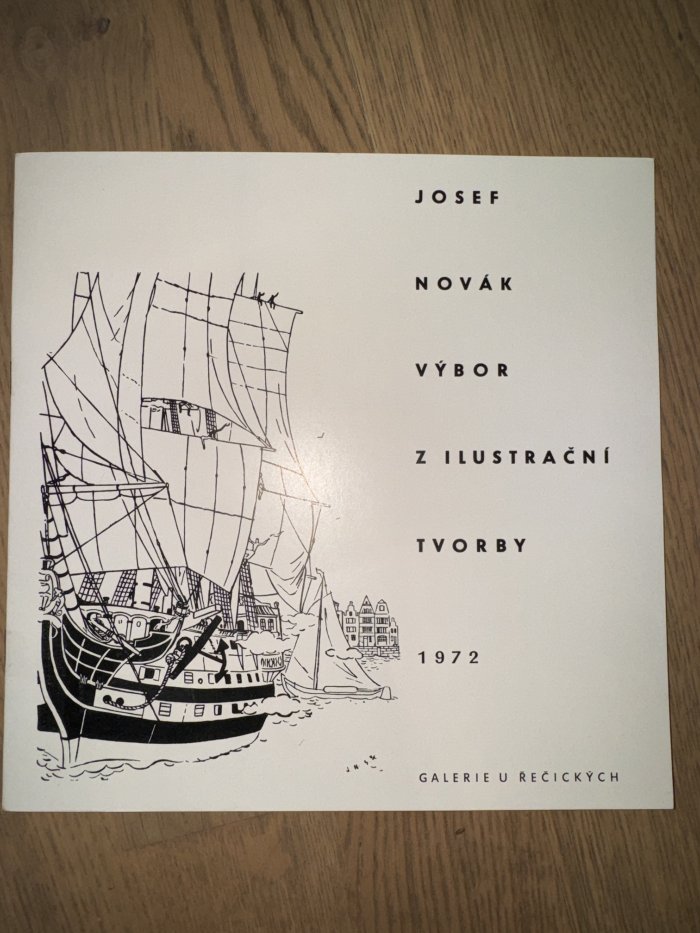 JOSEF
NOVÁK
VÝBOR
Z ILUSTRAČNÍ
TVORBY
1972
GALERIE U ŘEČICKÝCH